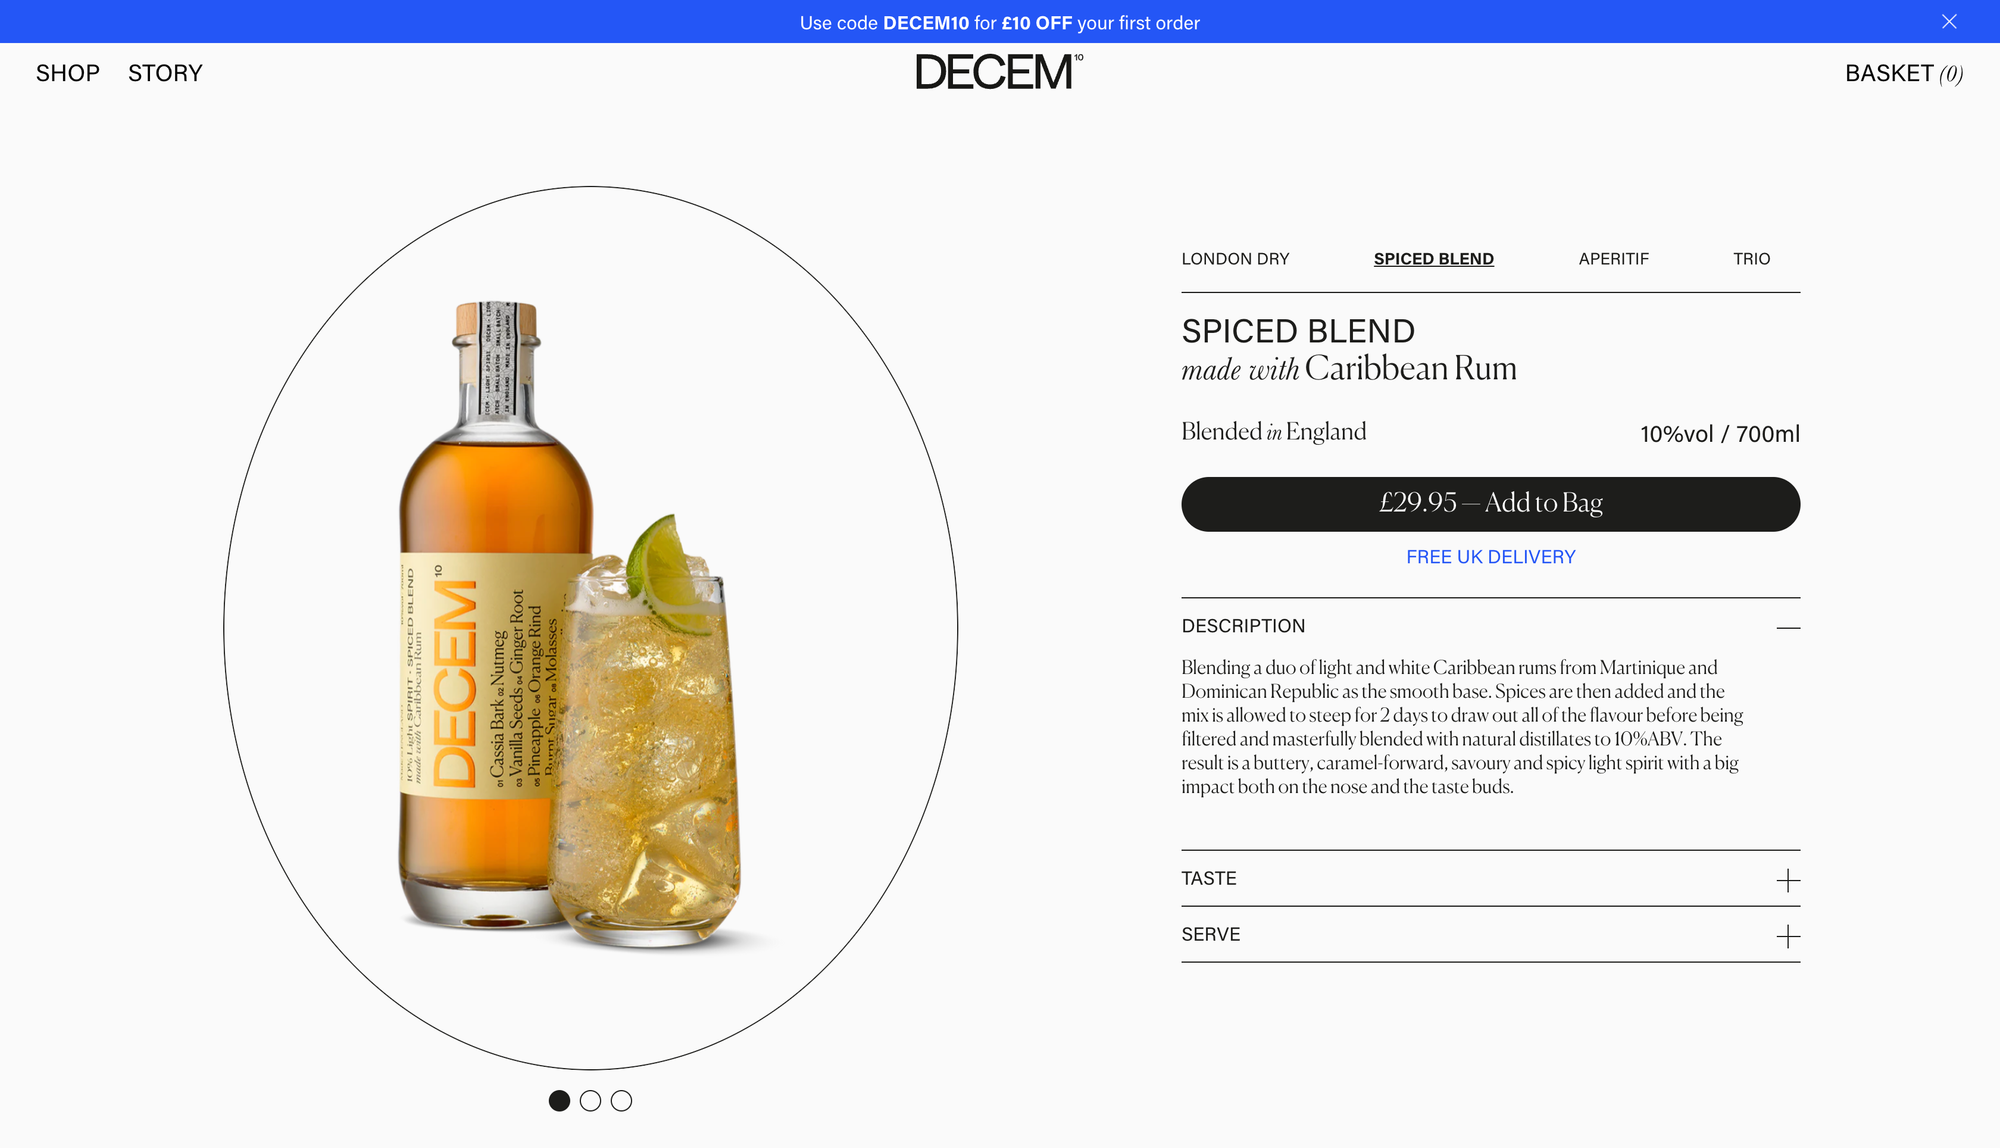 Use code DECEM10 for £10 OFF your first order
SHOP STORY
DECEM10
BASKET (0)
LONDON DRY SPICED BLEND APERITIF TRIO
SPICED BLEND
made with Caribbean Rum
Blended in England 10%vol / 700ml
£29.95 — Add to Bag
FREE UK DELIVERY
DESCRIPTION
Blending a duo of light and white Caribbean rums from Martinique and
Dominican Republic as the smooth base. Spices are then added and the
mix is allowed to steep for 2 days to draw out all of the flavour before being
filtered and masterfully blended with natural distillates to 10%ABV. The
result is a buttery, caramel-forward, savoury and spicy light spirit with a big
impact both on the nose and the taste buds.
TASTE
SERVE
10% Light SPIRIT - SPICED BLEND
made with Caribbean Rum
DECEM 10
01 Cassia Bark 02 Nutmeg
03 Vanilla Seeds 04 Ginger Root
05 Pineapple 06 Orange Rind
Burnt Sugar 08 Molasses